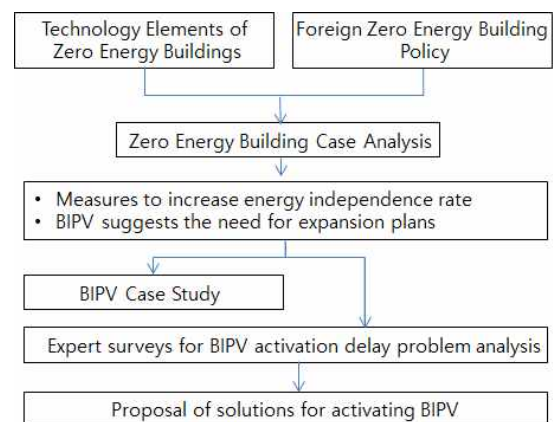 Technology Elements of
Zero Energy Buildings
Foreign Zero Energy Building
Policy
Zero Energy Building Case Analysis
• Measures to increase energy independence rate
• BIPV suggests the need for expansion plans
BIPV Case Study
Expert surveys for BIPV activation delay problem analysis
Proposal of solutions for activating BIPV